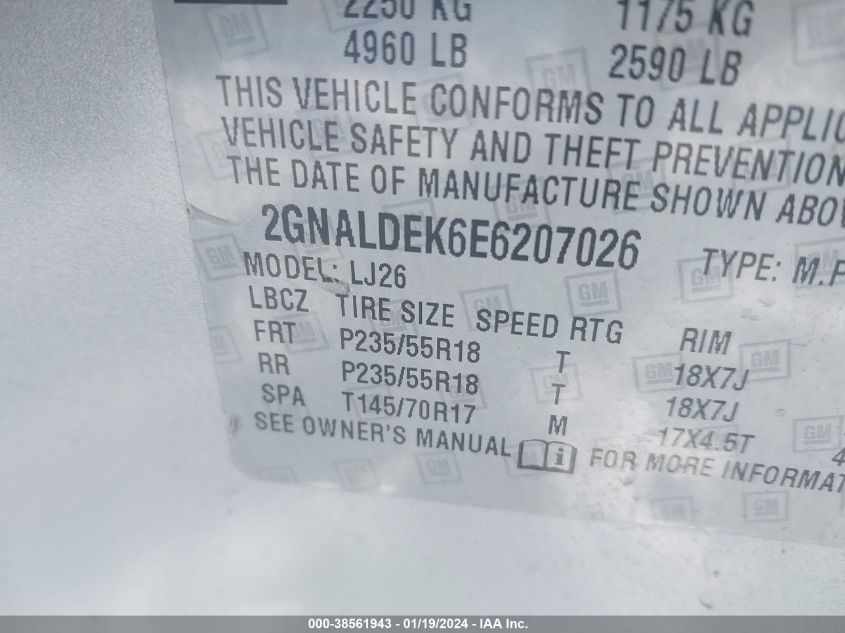 2250 KG 1175 KG
4960 LB 2590 LB
THIS VEHICLE CONFORMS TO ALL APPLIC
VEHICLE SAFETY AND THEFT PREVENTION
THE DATE OF MANUFACTURE SHOWN ABOV
2GNALDEK6E6207026 TYPE: M.P
MODEL: LJ26
LBCZ TIRE SIZE SPEED RTG RIM
FRT P235/55R18 T 18X7J
RR P235/55R18 T 18X7J
SPA T145/70R17 M 17X4.5T 4
SEE OWNER'S MANUAL i FOR MORE INFORMAT
000-38561943 - 01/19/2024 - IAA Inc.